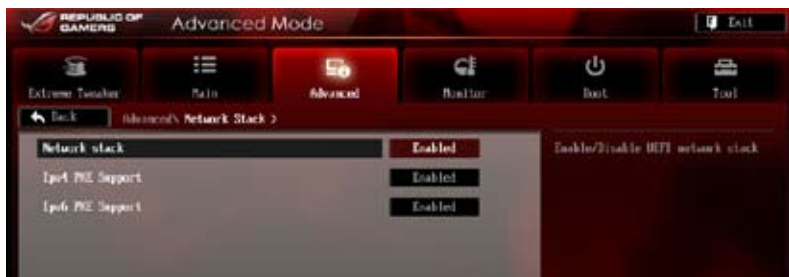 REPUBLIC OF GAMERS
Advanced Mode
Exit
Extreme Tweaker
Main
Advanced
Monitor
Boot
Tool
Back
Advanced\ Network Stack >
Network stack
Enabled
Enable/Disable UEFI network stack
Ipv4 PXE Support
Enabled
Ipv6 PXE Support
Enabled